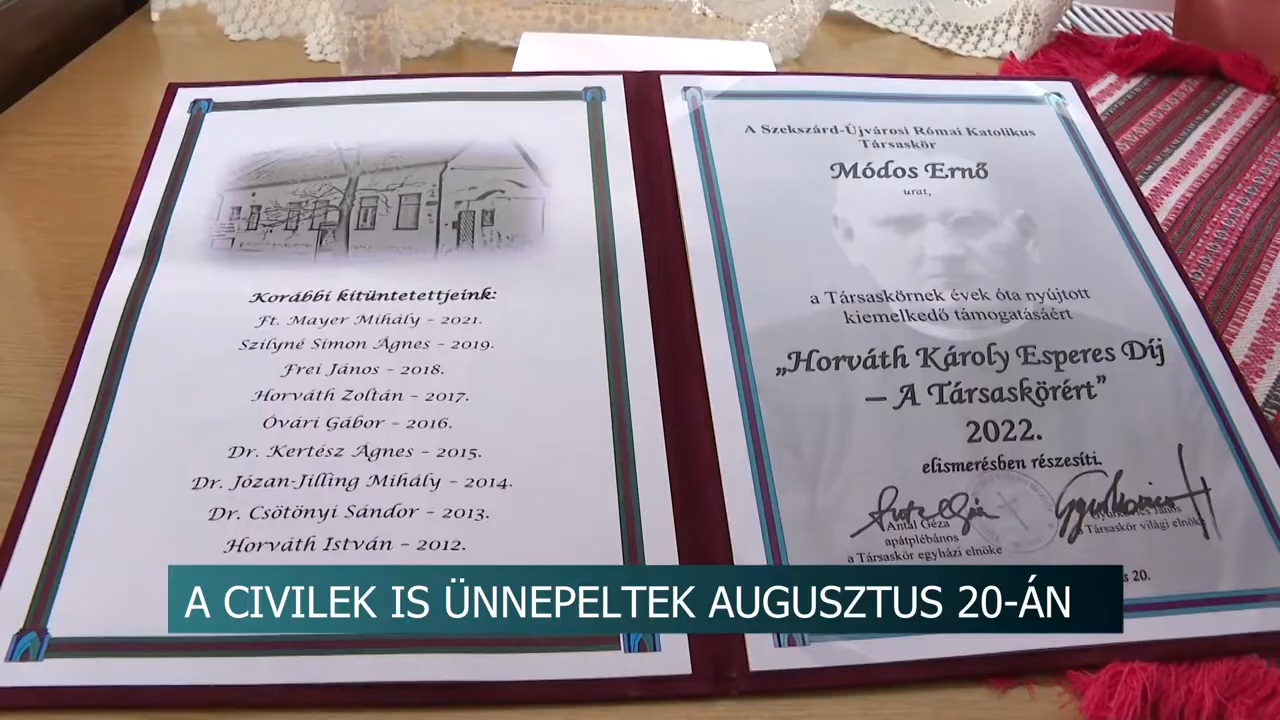 Korábbi kitüntetettjeink:
Ft. Mayer Mihály – 2021.
Szilyné Simon Ágnes – 2019.
Frei János – 2018.
Horváth Zoltán – 2017.
Óvári Gábor – 2016.
Dr. Kertész Ágnes – 2015.
Dr. Józan-Jilling Mihály – 2014.
Dr. Csötönyi Sándor – 2013.
Horváth István – 2012.
A Szekszárd-Újvárosi Római Katolikus
Társaskör
Módos Ernő
urat,
a Társaskörnek évek óta nyújtott
kiemelkedő támogatásáért
„Horváth Károly Esperes Díj
– A Társaskörért”
2022.
elismerésben részesíti.
Antal Géza
apátplébános
a Társaskör egyházi elnöke
János
a Társaskör világi elnöke
20.
A CIVILEK IS ÜNNEPELTEK AUGUSZTUS 20-ÁN